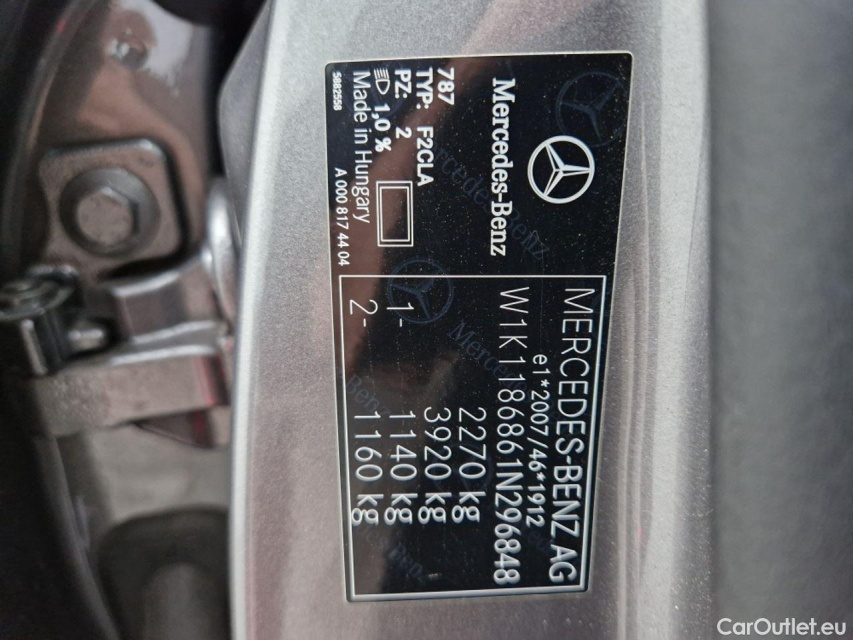 Mercedes-Benz
787
TYP: F2CLA
PZ: 2
1,0 %
Made in Hungary
5882558
A 000 817 44 04
MERCEDES-BENZ AG
e1*2007/46*1912
W1K1186861N296848
2270 kg
3920 kg
1- 1140 kg
2- 1160 kg
CarOutlet.eu